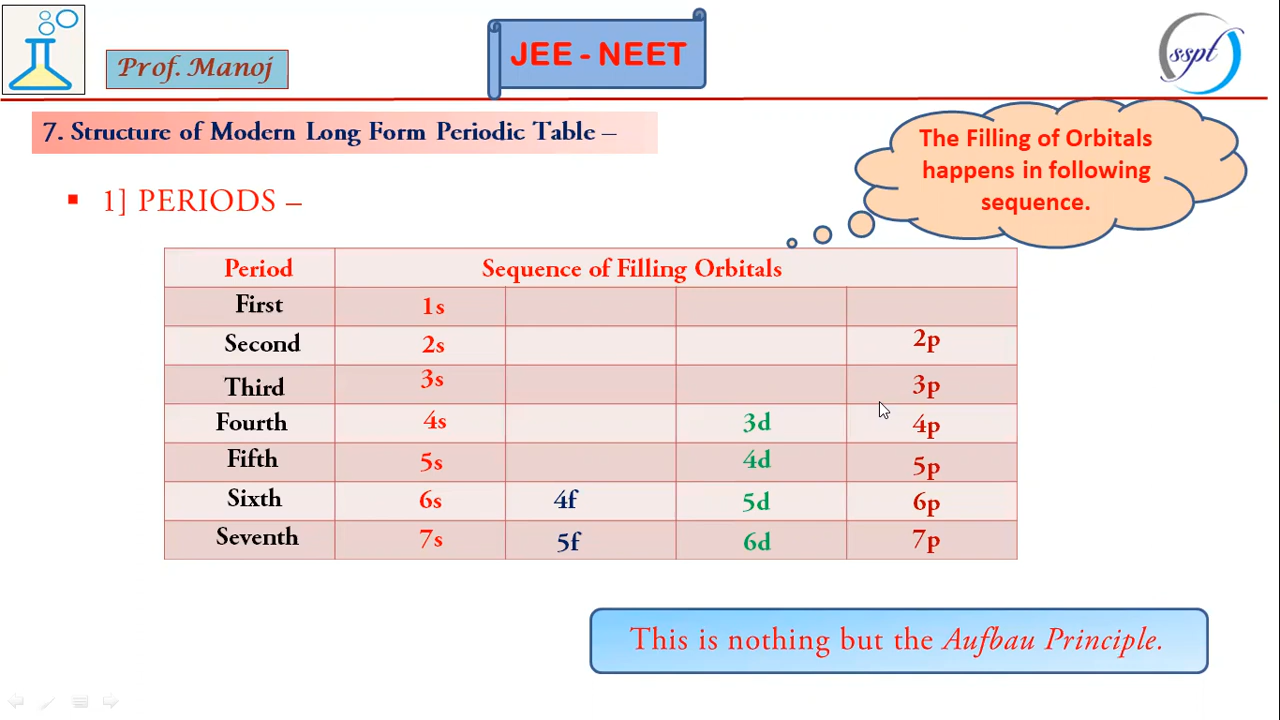 Prof. Manoj
JEE - NEET
sspt
7. Structure of Modern Long Form Periodic Table –
The Filling of Orbitals
happens in following
sequence.
1] PERIODS –
Period Sequence of Filling Orbitals
First 1s
Second 2s 2p
Third 3s 3p
Fourth 4s 3d 4p
Fifth 5s 4d 5p
Sixth 6s 4f 5d 6p
Seventh 7s 5f 6d 7p
This is nothing but the Aufbau Principle.